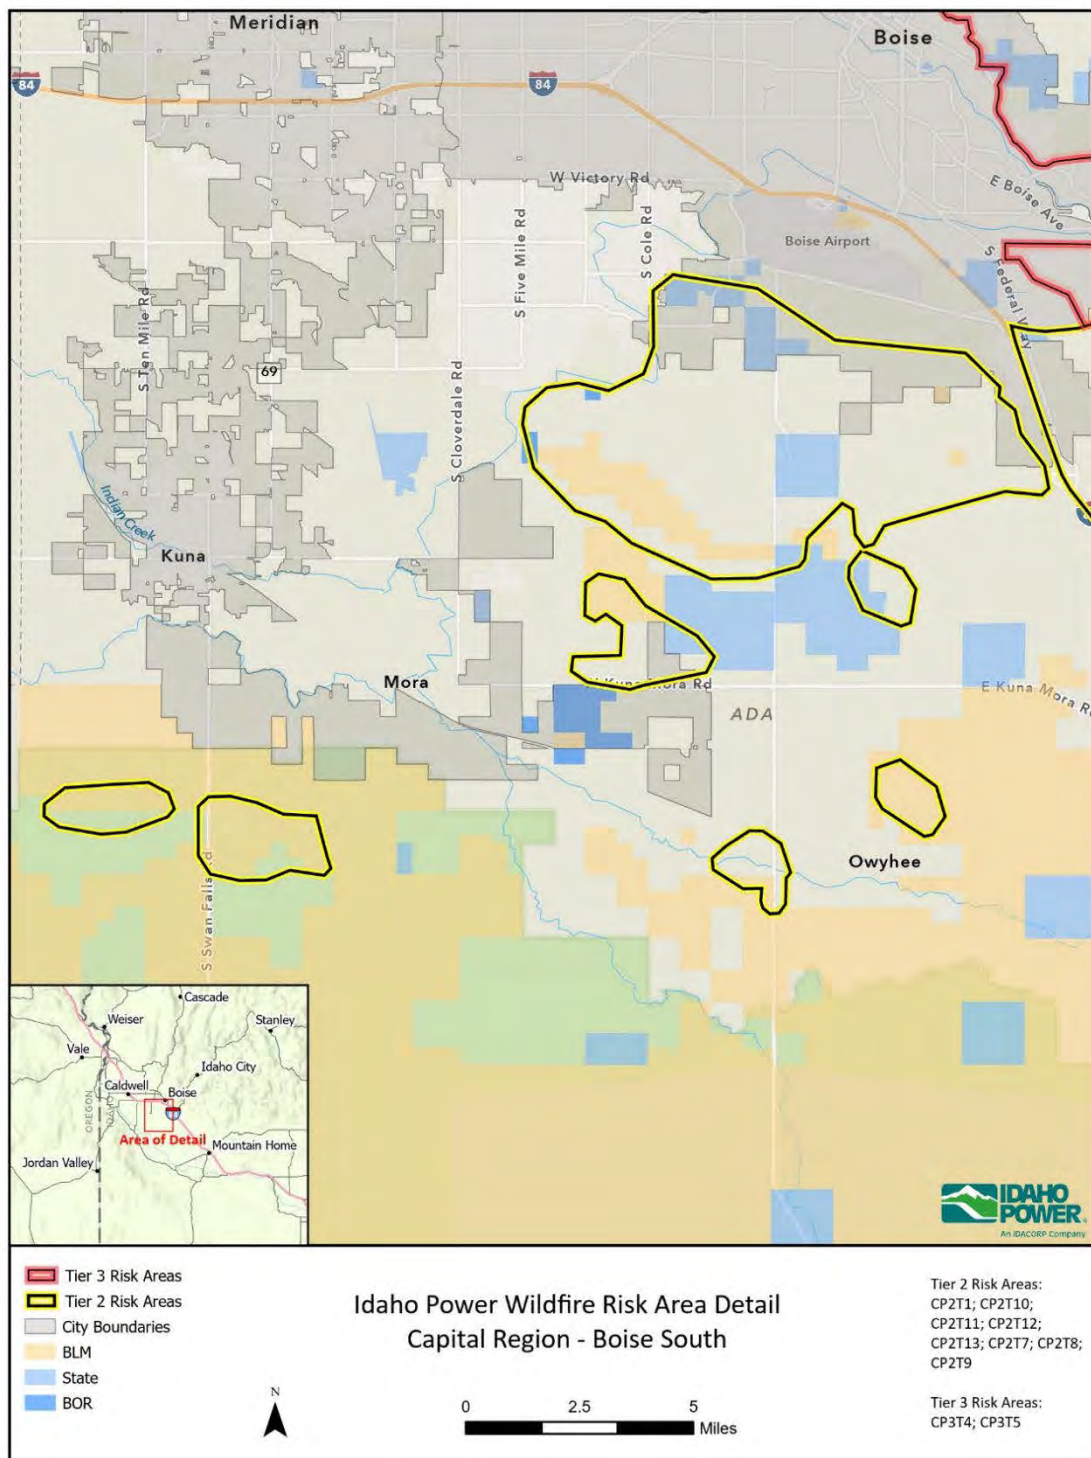 Meridian
Boise
84
84
W Victory Rd
E Boise Ave
S Cole Rd
S Five Mile Rd
Boise Airport
S Federal Way
S Ten Mile Rd
69
S Cloverdale Rd
Indian Creek
Kuna
Mora
W Kuna Mora Rd
E Kuna Mora Rd
ADA
Owyhee
S Swan Falls Rd
Cascade
Weiser
Stanley
Vale
Idaho City
Caldwell
Boise
OREGON
IDAHO
Area of Detail
Mountain Home
Jordan Valley
IDAHO
POWER
An IDACORP Company
Tier 3 Risk Areas
Tier 2 Risk Areas
City Boundaries
BLM
State
BOR
Idaho Power Wildfire Risk Area Detail
Capital Region - Boise South
N
0 2.5 5
Miles
Tier 2 Risk Areas:
CP2T1; CP2T10;
CP2T11; CP2T12;
CP2T13; CP2T7; CP2T8;
CP2T9
Tier 3 Risk Areas:
CP3T4; CP3T5